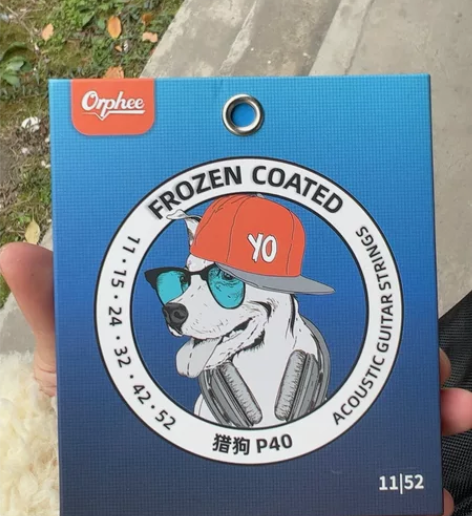 Orphee
FROZEN COATED
YO
11·15·24·32·42·52
ACOUSTIC GUITAR STRINGS
猎狗 P40
11|52